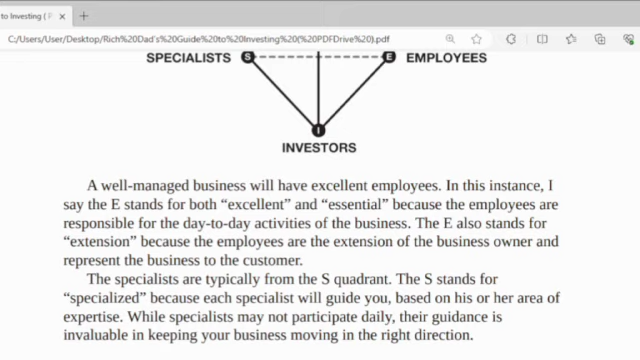 to Investing ( P
C:/Users/User/Desktop/Rich%20Dad's%20Guide%20to%20Investing%20(%20PDFDrive%20).pdf
SPECIALISTS S E EMPLOYEES
I
INVESTORS
A well-managed business will have excellent employees. In this instance, I
say the E stands for both “excellent” and “essential” because the employees are
responsible for the day-to-day activities of the business. The E also stands for
“extension” because the employees are the extension of the business owner and
represent the business to the customer.
The specialists are typically from the S quadrant. The S stands for
“specialized” because each specialist will guide you, based on his or her area of
expertise. While specialists may not participate daily, their guidance is
invaluable in keeping your business moving in the right direction.